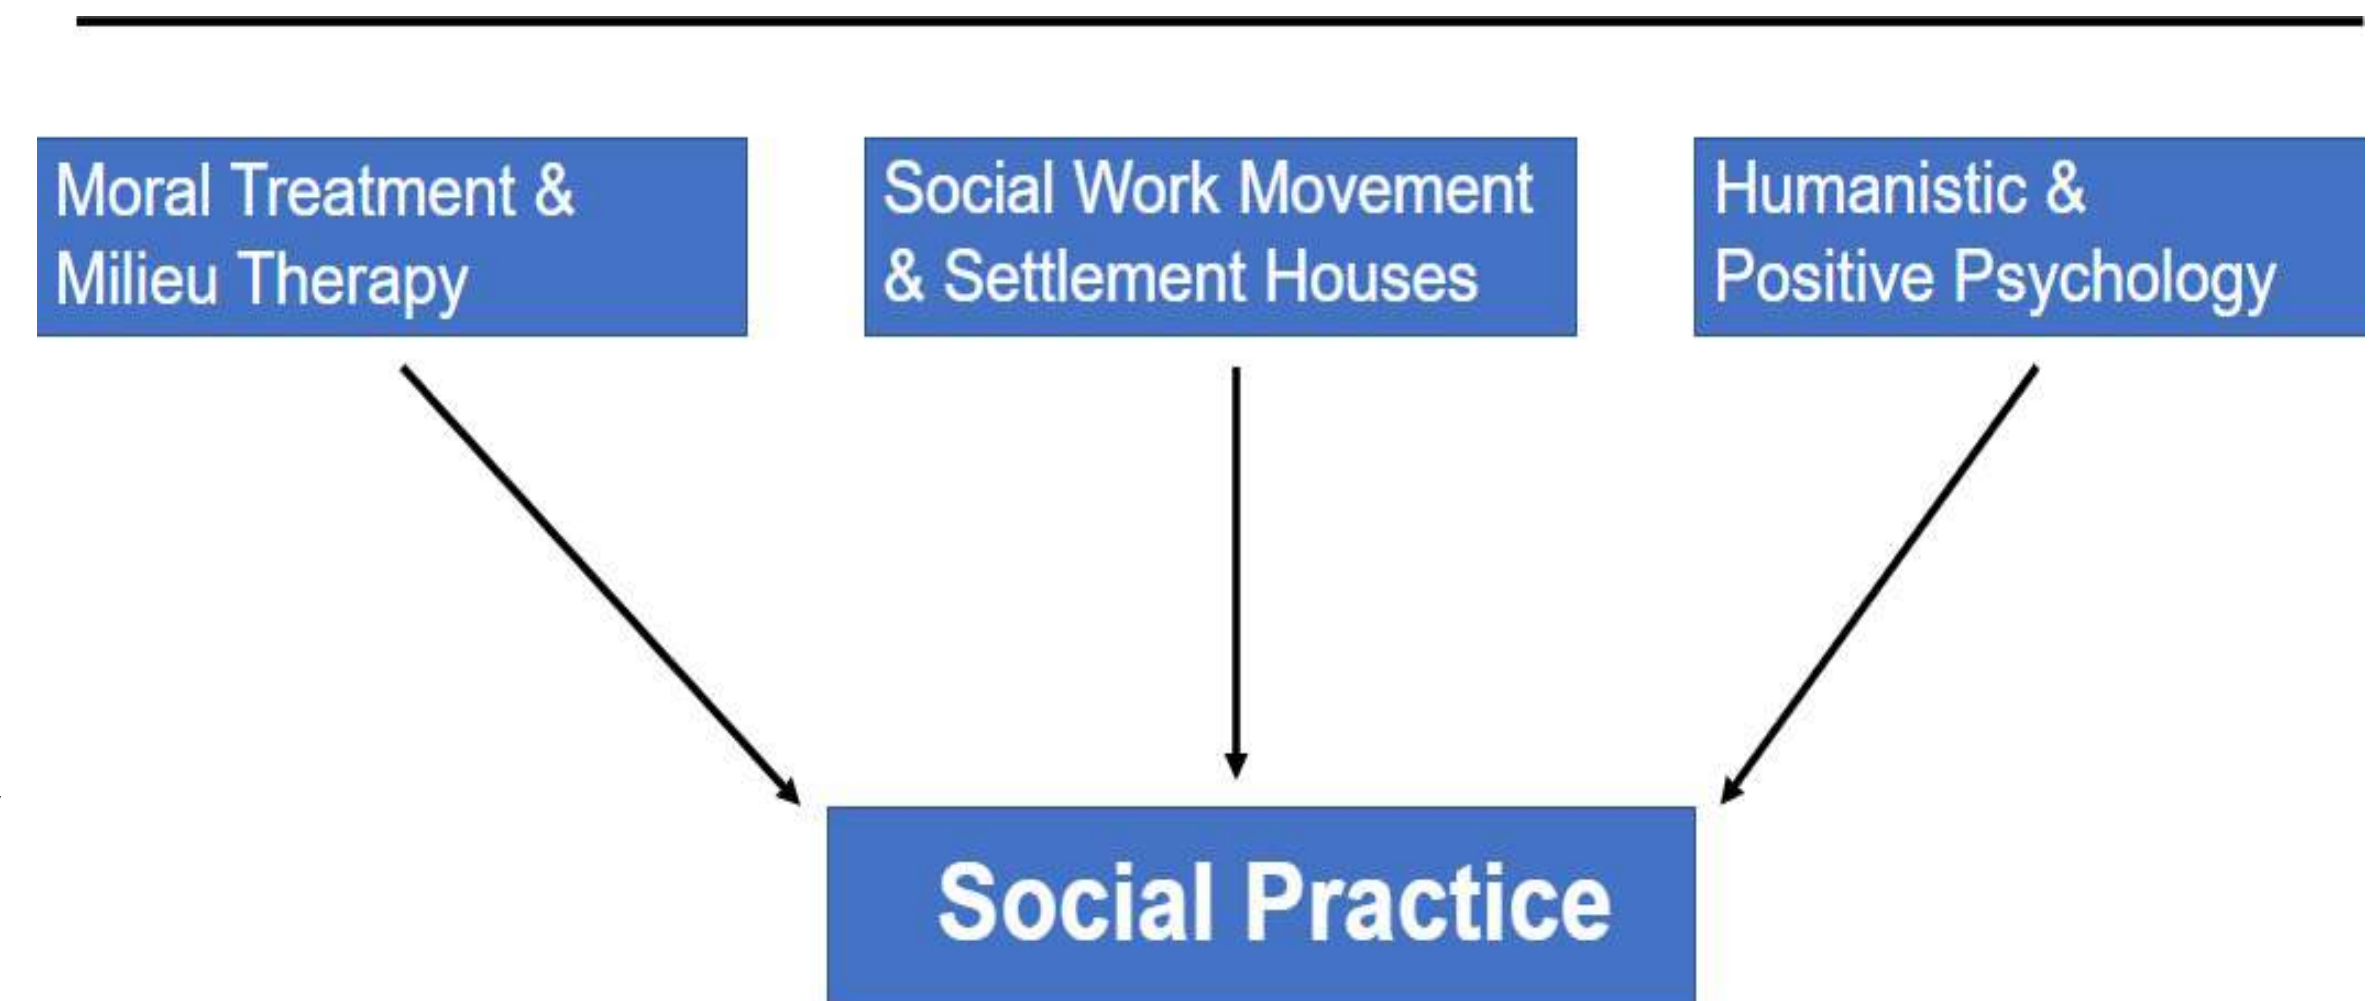 Moral Treatment &
Milieu Therapy
Social Work Movement
& Settlement Houses
Humanistic &
Positive Psychology
Social Practice